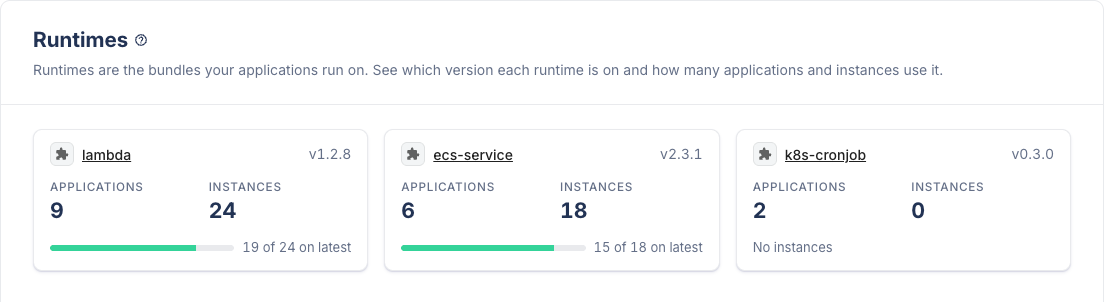 Runtimes
Runtimes are the bundles your applications run on. See which version each runtime is on and how many applications and instances use it.
lambda v1.2.8
APPLICATIONS INSTANCES
9 24
19 of 24 on latest
ecs-service v2.3.1
APPLICATIONS INSTANCES
6 18
15 of 18 on latest
k8s-cronjob v0.3.0
APPLICATIONS INSTANCES
2 0
No instances